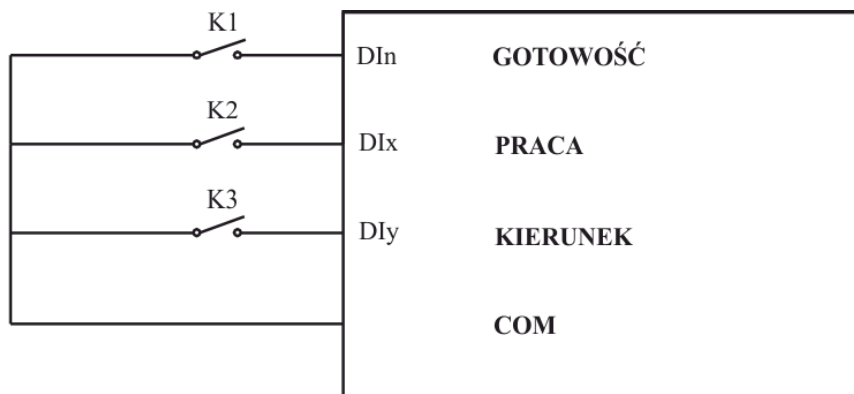 K1
DIn GOTOWOŚĆ
K2
DIx PRACA
K3
DIy KIERUNEK
COM